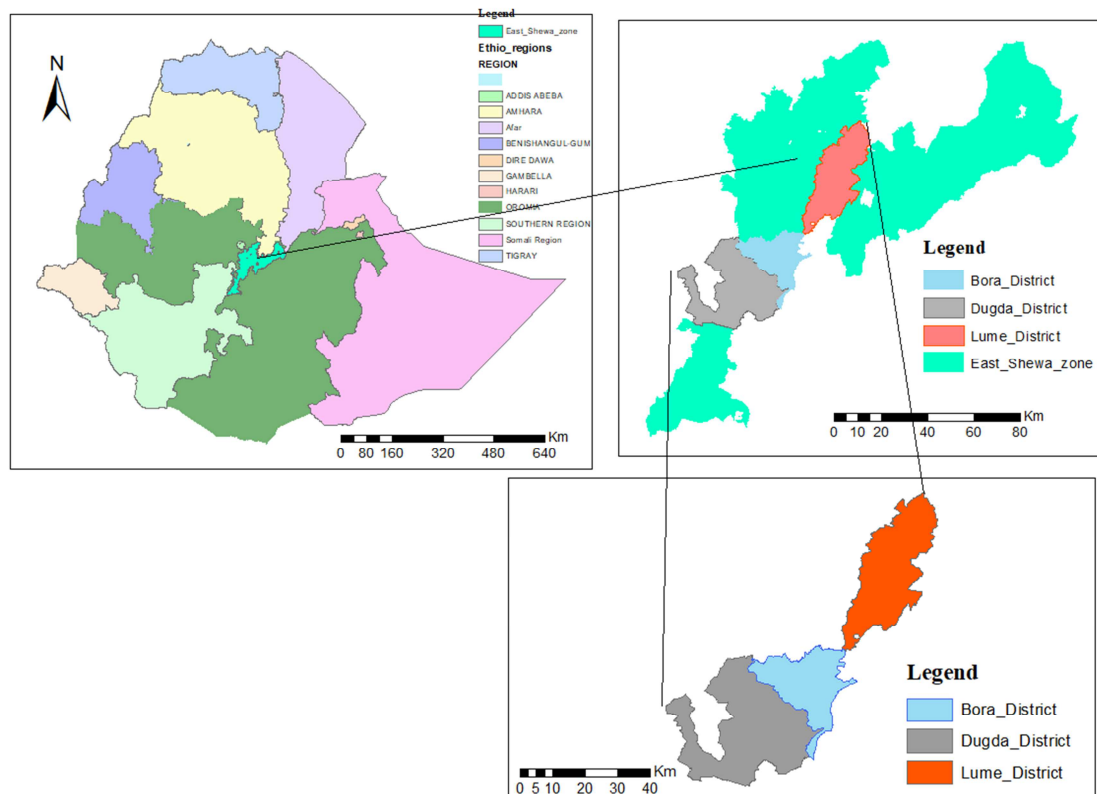 Legend
East_Shewa_zone
Ethio_regions
REGION
ADDIS ABEBA
AMHARA
Afar
BENISHANGUL-GUM
DIRE DAWA
GAMBELLA
HARARI
OROMIA
SOUTHERN REGION
Somali Region
TIGRAY
N
Km
0 80 160 320 480 640
Legend
Bora_District
Dugda_District
Lume_District
East_Shewa_zone
Km
0 10 20 40 60 80
Legend
Bora_District
Dugda_District
Lume_District
Km
0 5 10 20 30 40